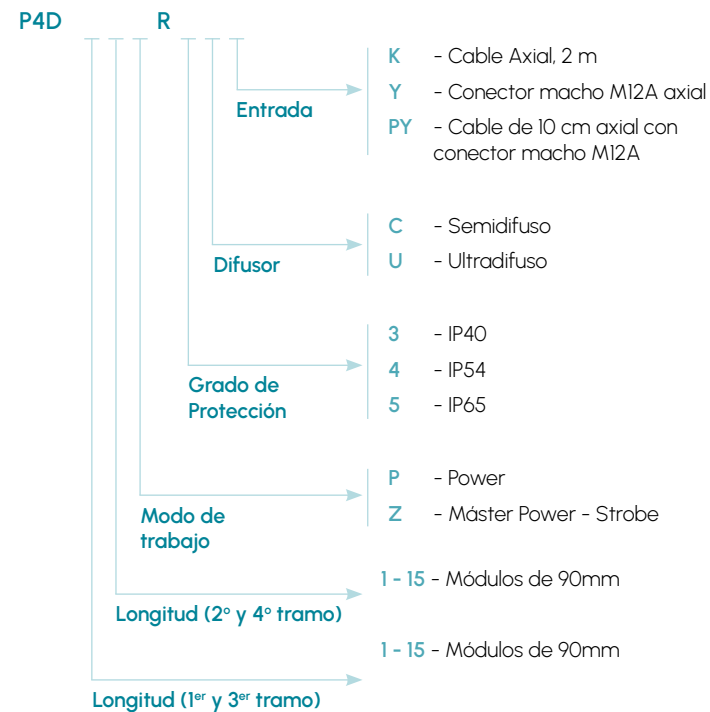 P4D R
K - Cable Axial, 2 m
Y - Conector macho M12A axial
Entrada
PY - Cable de 10 cm axial con
conector macho M12A
C - Semidifuso
U - Ultradifuso
Difusor
3 - IP40
4 - IP54
5 - IP65
Grado de
Protección
P - Power
Z - Máster Power - Strobe
Modo de
trabajo
1 - 15 - Módulos de 90mm
Longitud (2º y 4º tramo)
1 - 15 - Módulos de 90mm
Longitud (1er y 3er tramo)